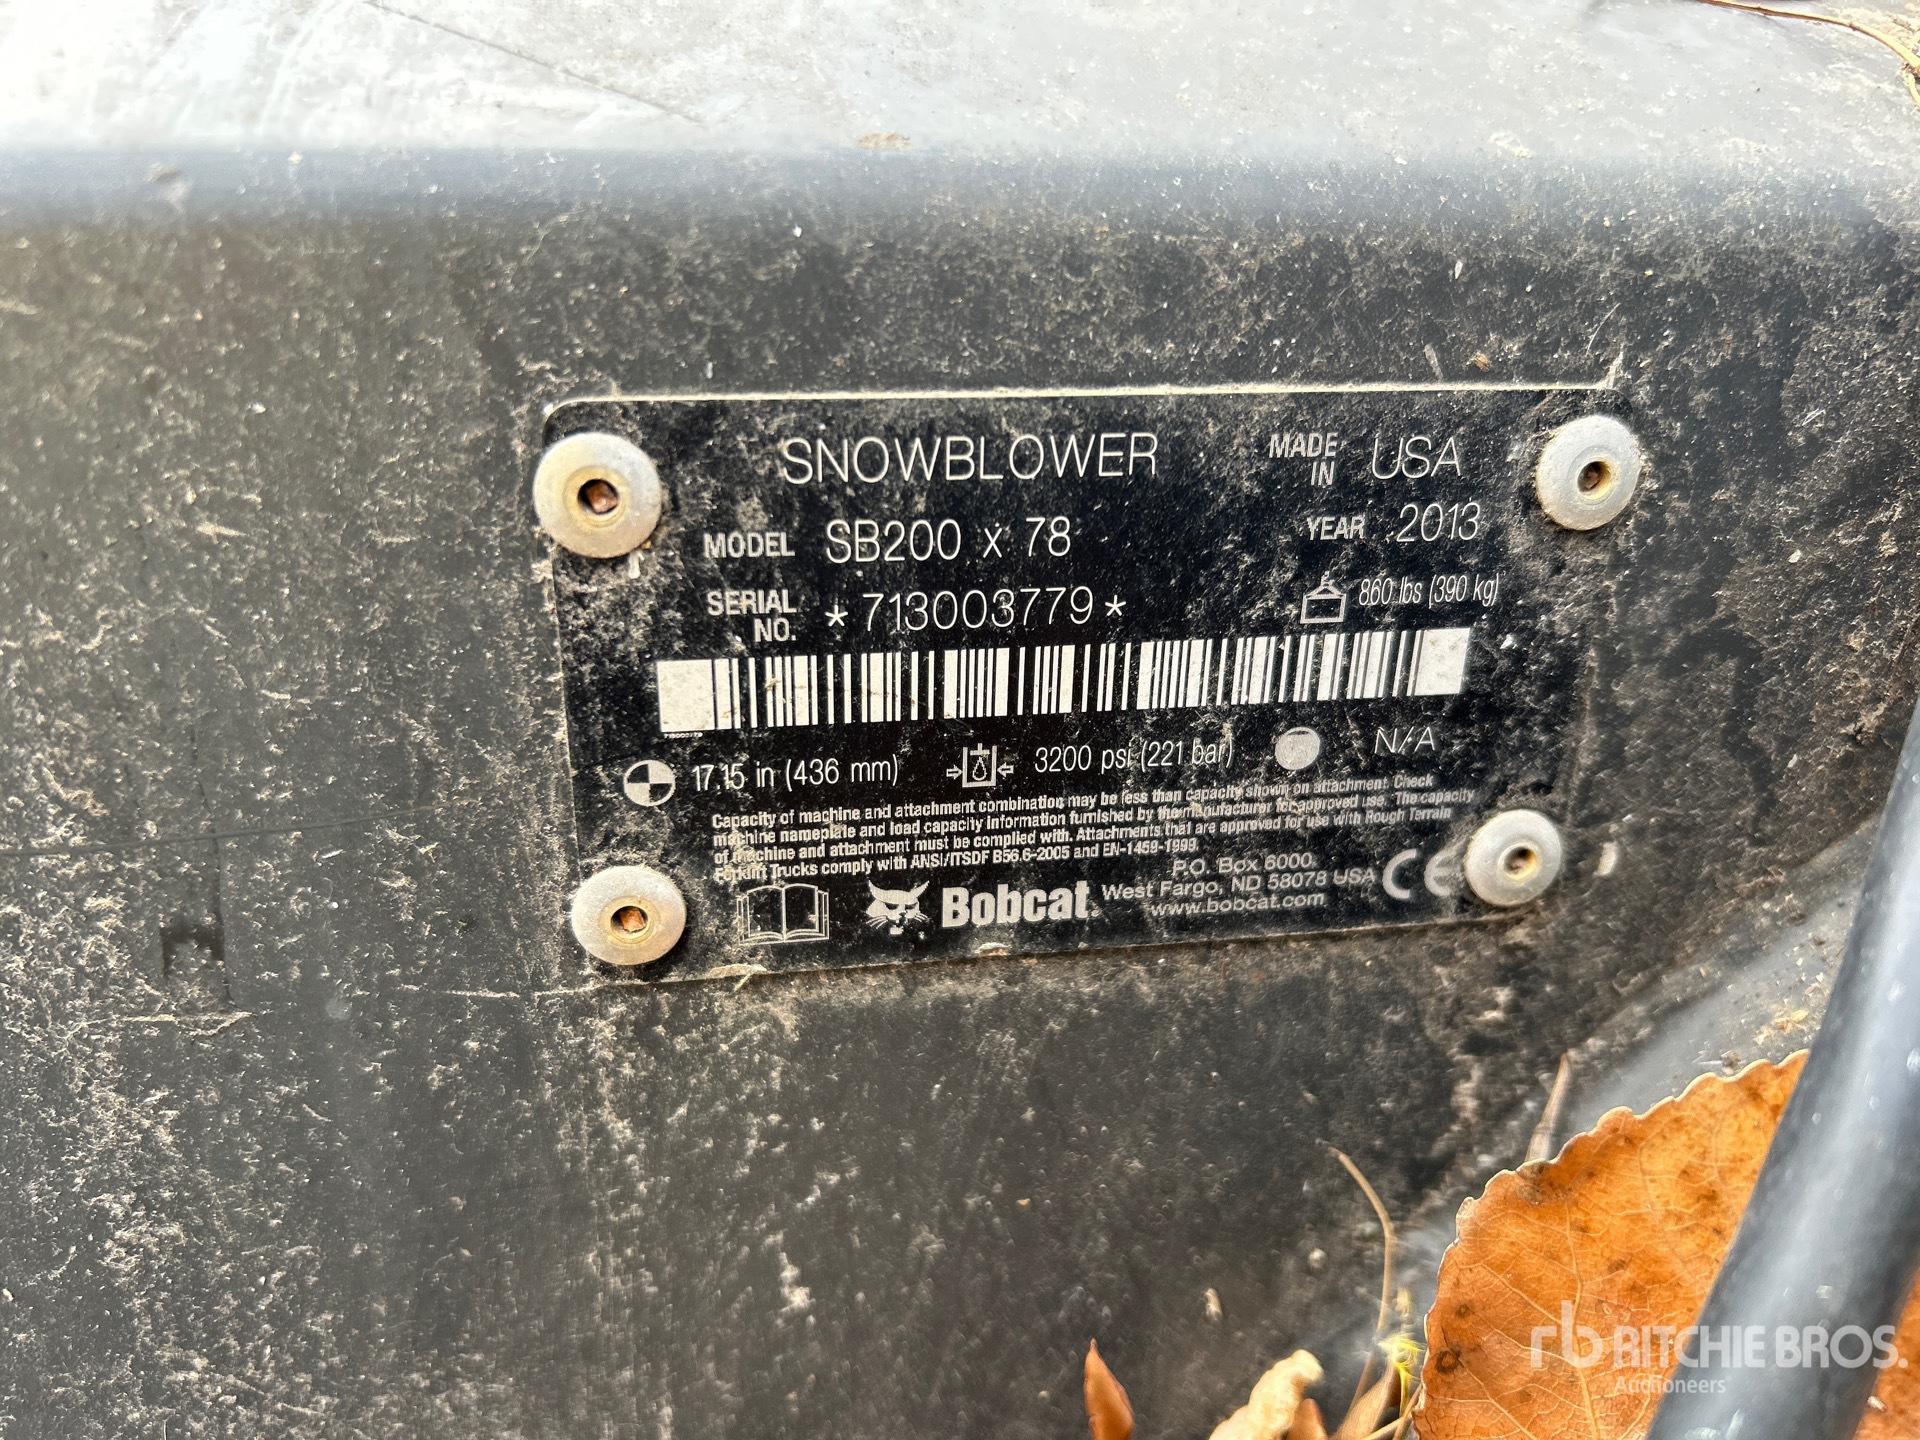 SNOWBLOWER
MADE IN USA
MODEL SB200 x 78
YEAR 2013
SERIAL NO. *713003779*
860 lbs (390 kg)
17.15 in (436 mm)
3200 psi (221 bar)
N/A
Capacity of machine and attachment combination may be less than capacity shown on attachment. Check
machine nameplate and load capacity information furnished by the manufacturer for approved use. The capacity
of machine and attachment must be complied with. Attachments that are approved for use with Rough Terrain
Forklift Trucks comply with ANSI/ITSDF B56.6-2005 and EN-1459-1999.
Bobcat.
P.O. Box 6000
West Fargo, ND 58078 USA
www.bobcat.com
CE
rb RITCHIE BROS.
Auctioneers